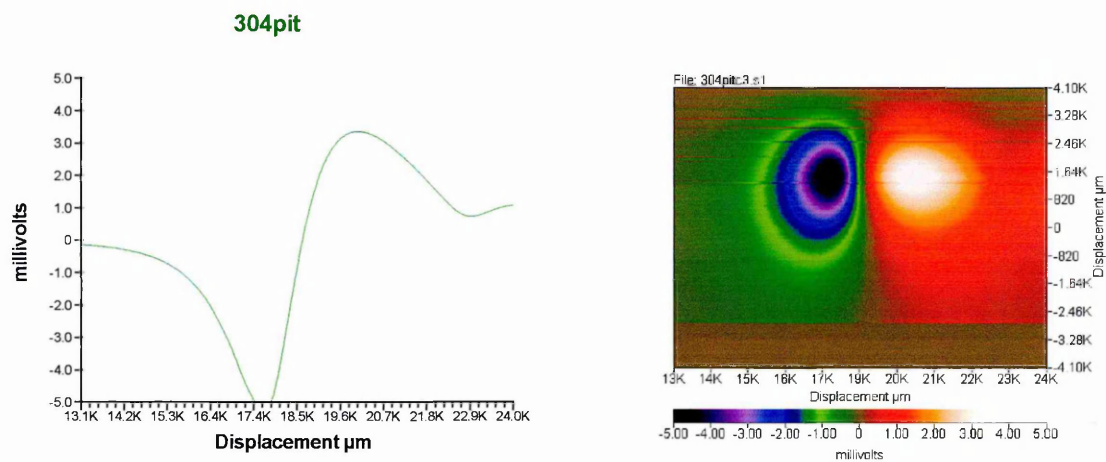 304pit
5.0
4.0
3.0
2.0
1.0
0
-1.0
-2.0
-3.0
-4.0
-5.0
millivolts
13.1K 14.2K 15.3K 16.4K 17.4K 18.5K 19.6K 20.7K 21.8K 22.9K 24.0K
Displacement µm
File: 304pit 3.s1
4.10K
3.28K
2.46K
1.64K
820
0
-820
-1.64K
-2.46K
-3.28K
-4.10K
Displacement µm
13K 14K 15K 16K 17K 18K 19K 20K 21K 22K 23K 24K
Displacement µm
-5.00 -4.00 -3.00 -2.00 -1.00 0 1.00 2.00 3.00 4.00 5.00
millivolts